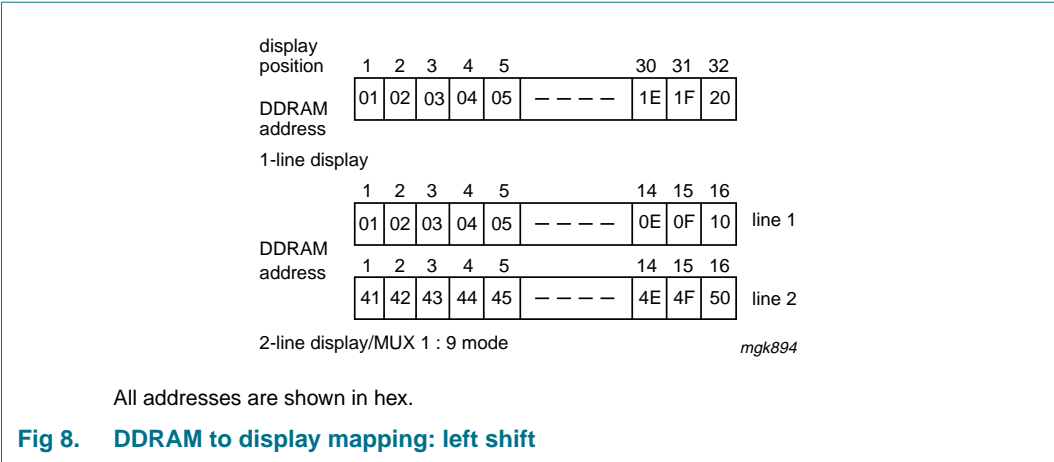 display
position 1 2 3 4 5 30 31 32
DDRAM
address 01 02 03 04 05 – – – – 1E 1F 20
1-line display
1 2 3 4 5 14 15 16
01 02 03 04 05 – – – – 0E 0F 10 line 1
DDRAM
address
1 2 3 4 5 14 15 16
41 42 43 44 45 – – – – 4E 4F 50 line 2
2-line display/MUX 1 : 9 mode
mgk894
All addresses are shown in hex.
Fig 8. DDRAM to display mapping: left shift